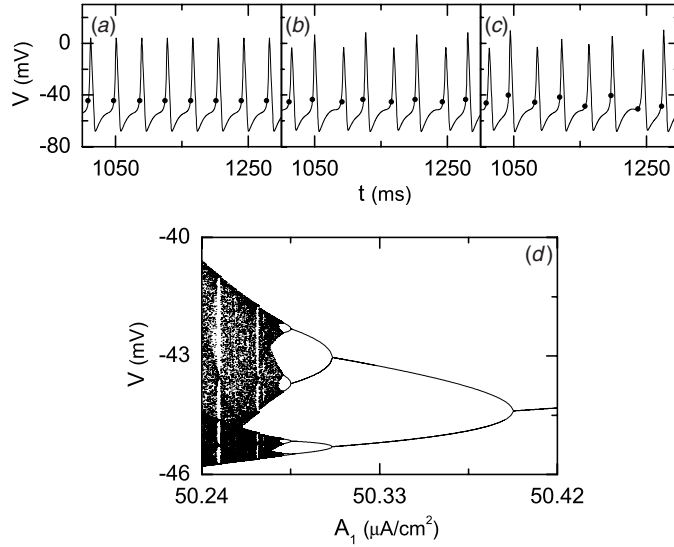 (a) (b) (c)
0
V (mV)
-40
-80
1050 1250 1050 1250 1050 1250
t (ms)
-40 (d)
-43
V (mV)
-46
50.24 50.33 50.42
A₁ (μA/cm²)